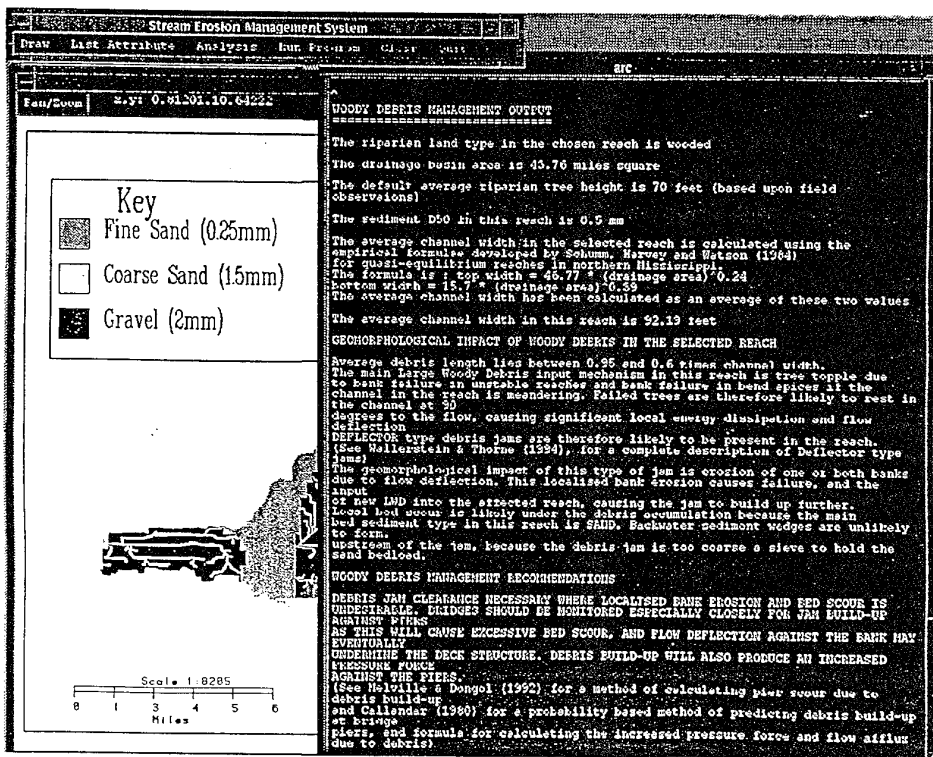 Stream Erosion Management System
Draw List Attribute Analysis Run Program Clear Quit
arc
Pan/Zoom x,y: 0.81201,10.64222
Key
Fine Sand (0.25mm)
Coarse Sand (15mm)
Gravel (2mm)
Scale 1:8285
0 1 3 4 5 6
Miles
^
WOODY DEBRIS MANAGEMENT OUTPUT
==============================
The riparian land type in the chosen reach is wooded
The drainage basin area is 43.76 miles square
The default average riparian tree height is 70 feet (based upon field
observaions)
The sediment D50 in this reach is 0.5 mm
The average channel width in the selected reach is calculated using the
empirical formulse developed by Schumm, Harvey and Watson (1984)
for quasi-equilibrium reaches in northern Mississippi.
The formula is : top width = 46.77 * (drainage area)^0.24
bottom width = 15.7 * (drainage area)^0.39
The average channel width has been calculated as an average of these two values
The average channel width in this reach is 92.19 feet
GEOMORPHOLOGICAL IMPACT OF WOODY DEBRIS IN THE SELECTED REACH
Average debris length lies between 0.95 and 0.6 times channel width.
The main Large Woody Debris input mechanism in this reach is tree topple due
to bank failure in unstable reaches and bank failure in bend apices if the
channel in the reach is meandering. Failed trees are therefore likely to rest in
the channel at 90
degrees to the flow, causing significant local energy dissipation and flow
deflection
DEFLECTOR type debris jams are therefore likely to be present in the reach.
(See Wallerstein & Thorne (1994), for a complete description of Deflector type
jams)
The geomorphological impact of this type of jam is erosion of one or both banks
due to flow deflection. This localised bank erosion causes failure, and the
input
of new LWD into the affected reach, causing the jam to build up further.
Local bed scour is likely under the debris accumulation because the main
bed sediment type in this reach is SAND. Backwater sediment wedges are unlikely
to form.
upstream of the jam, because the debris jam is too coarse a sieve to hold the
sand bedload.
WOODY DEBRIS MANAGEMENT RECOMMENDATIONS
DEBRIS JAM CLEARANCE NECESSARY WHERE LOCALISED BANK EROSION AND BED SCOUR IS
UNDESIRABLE. BRIDGES SHOULD BE MONITORED ESPECIALLY CLOSELY FOR JAM BUILD-UP
AGAINST PIERS
AS THIS WILL CAUSE EXCESSIVE BED SCOUR, AND FLOW DEFLECTION AGAINST THE BANK MAY
EVENTUALLY
UNDERMINE THE DECK STRUCTURE. DEBRIS BUILD-UP WILL ALSO PRODUCE AN INCREASED
PRESSURE FORCE
AGAINST THE PIERS.
(See Melville & Dongol (1992) for a method of calculating pier scour due to
debris build-up
and Callandar (1980) for a probability based method of predictng debris build-up
at bridge
piers, and formula for calculating the increased pressure force and flow afflux
due to debris)